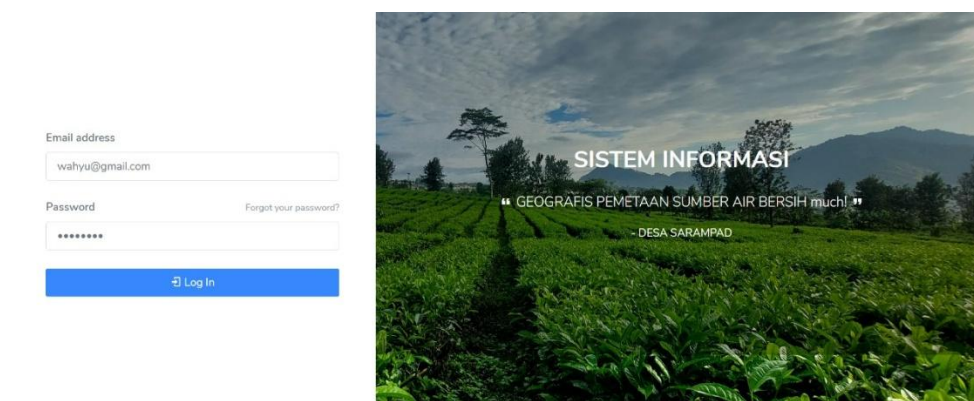 Email address
wahyu@gmail.com
Password Forgot your password?
••••••••
Log In
SISTEM INFORMASI
❝ GEOGRAFIS PEMETAAN SUMBER AIR BERSIH much! ❞
- DESA SARAMPAD